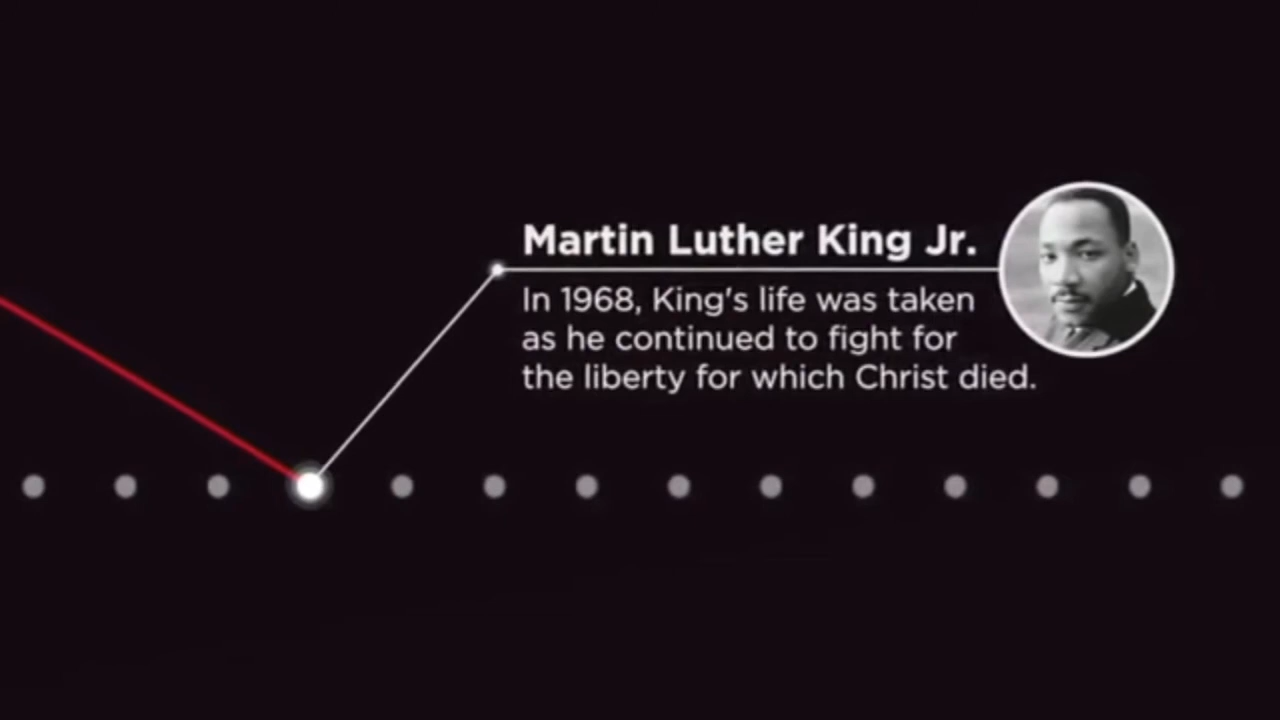 Martin Luther King Jr.
In 1968, King's life was taken
as he continued to fight for
the liberty for which Christ died.